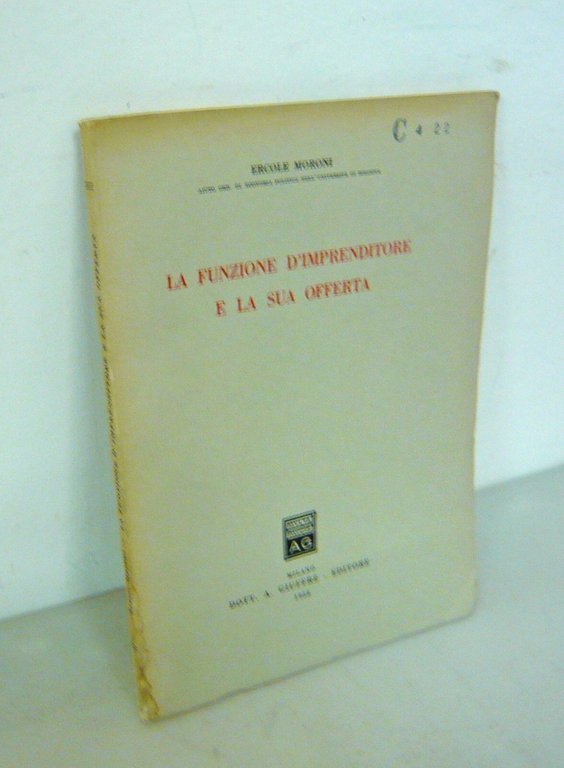 C 4 22
ERCOLE MORONI
LA FUNZIONE D'IMPRENDITORE
E LA SUA OFFERTA
AG
MILANO
DOTT. A. GIUFFRÈ - EDITORE